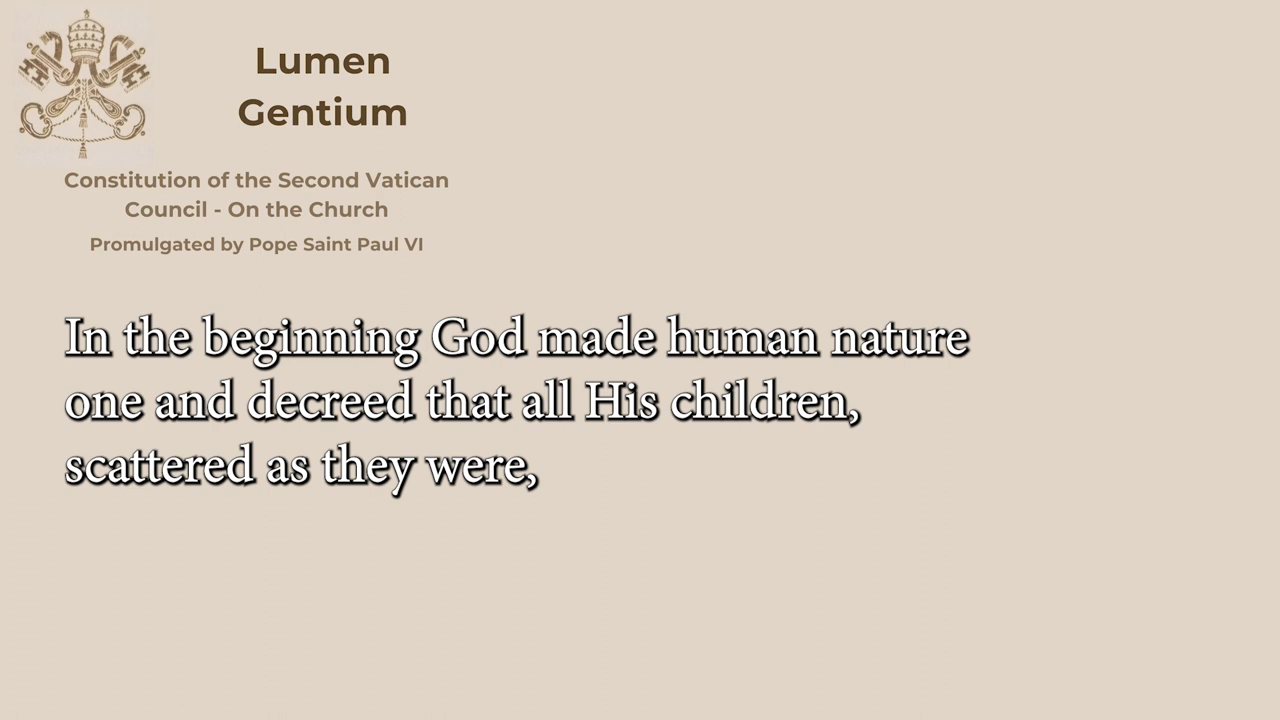 Lumen
Gentium
Constitution of the Second Vatican
Council - On the Church
Promulgated by Pope Saint Paul VI
In the beginning God made human nature
one and decreed that all His children,
scattered as they were,